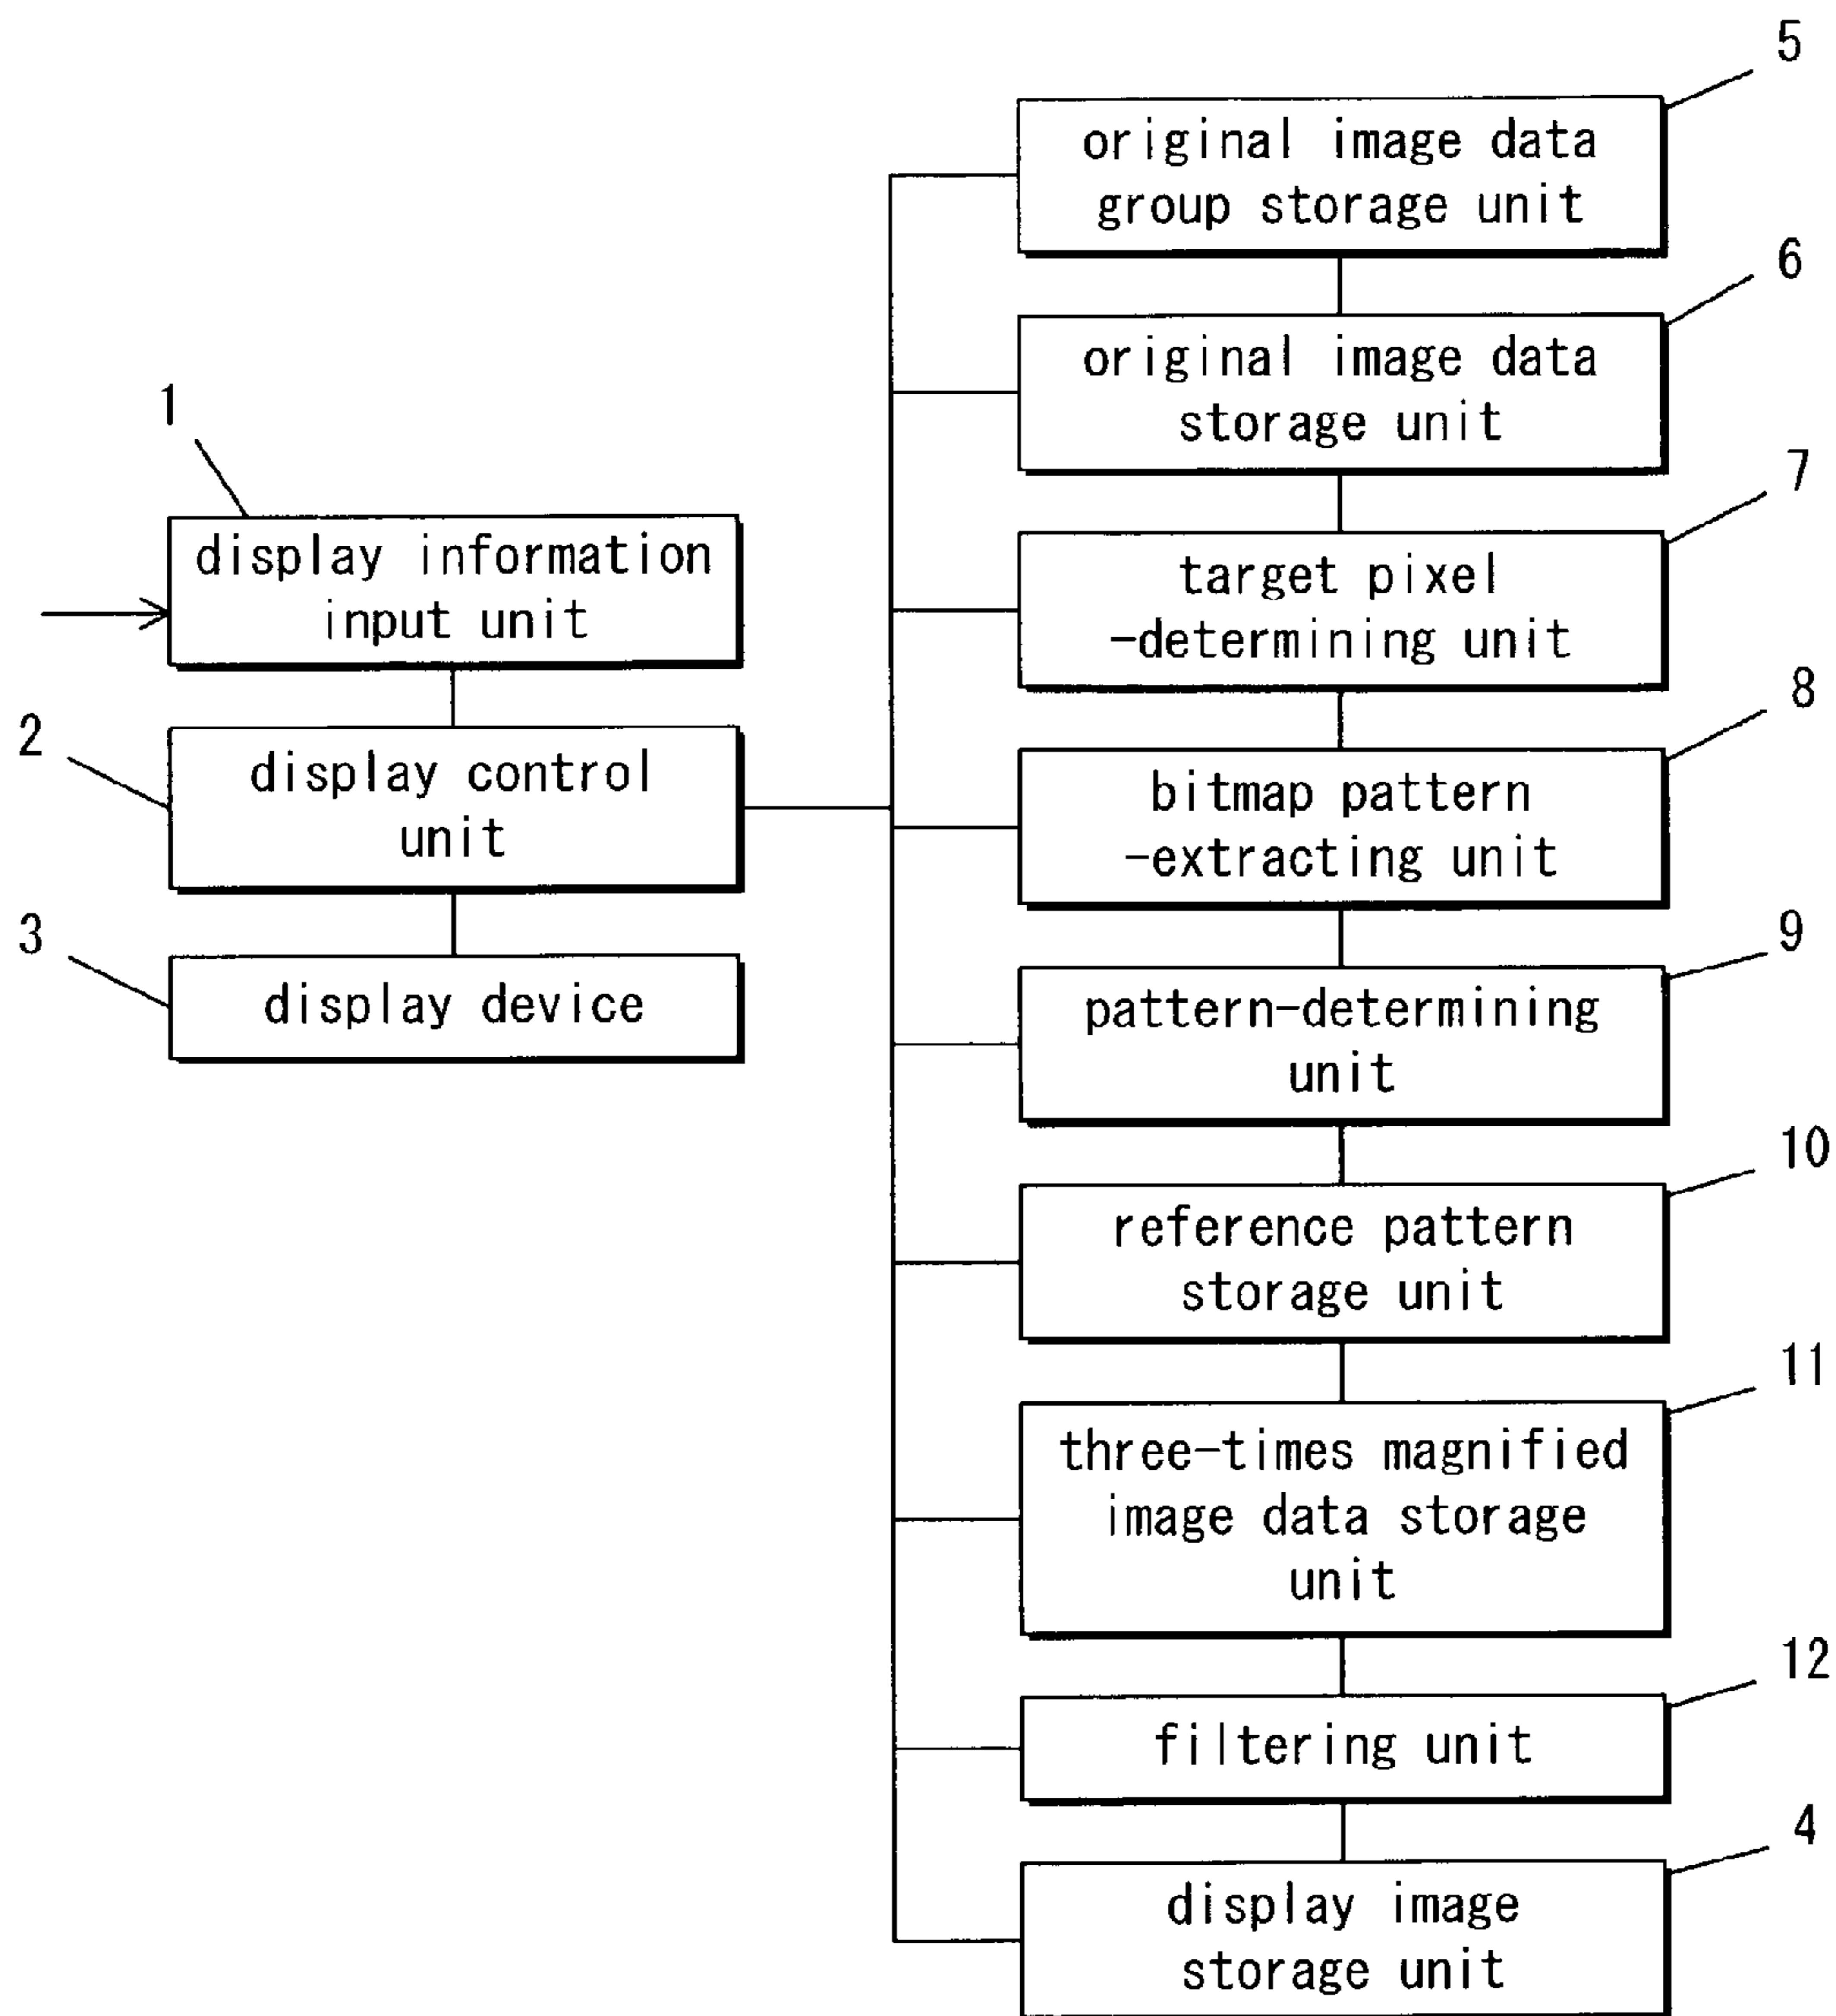 1
display information
input unit
2
display control
unit
3
display device
5
original image data
group storage unit
6
original image data
storage unit
7
target pixel
-determining unit
8
bitmap pattern
-extracting unit
9
pattern-determining
unit
10
reference pattern
storage unit
11
three-times magnified
image data storage
unit
12
filtering unit
4
display image
storage unit